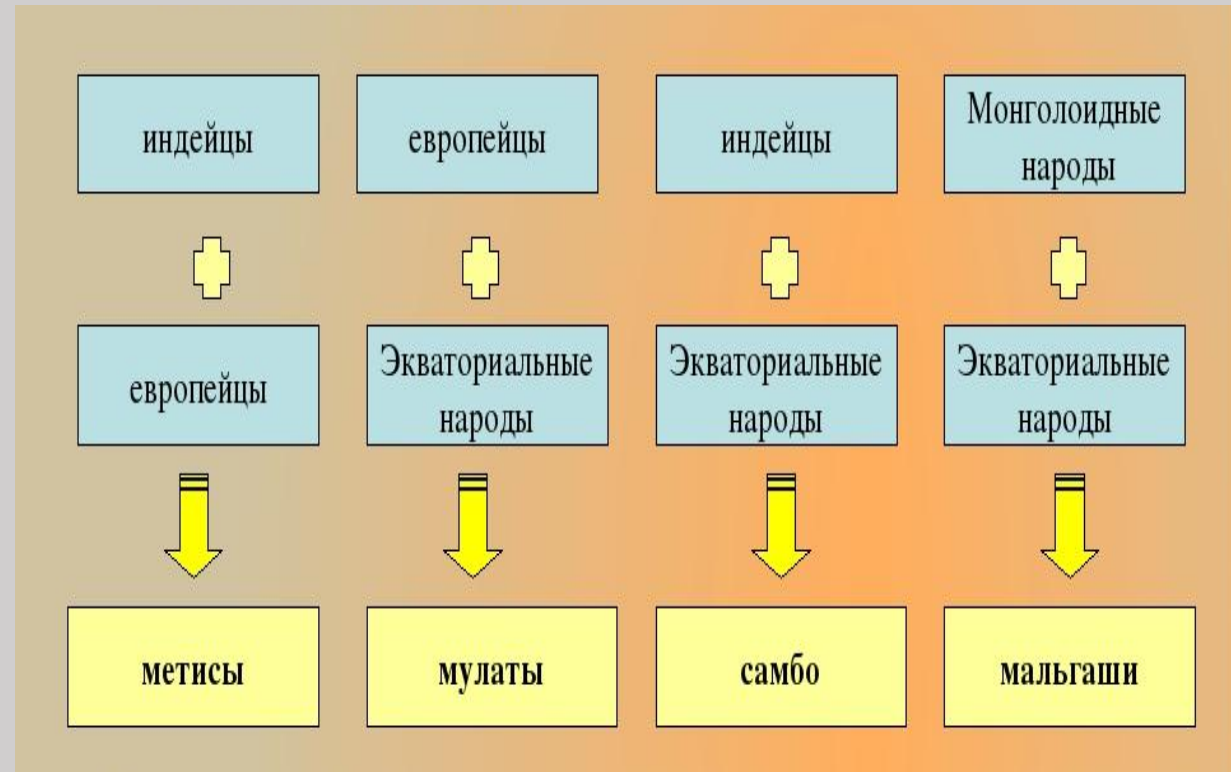 индейцы
европейцы
индейцы
Монголоидные
народы
европейцы
Экваториальные
народы
Экваториальные
народы
Экваториальные
народы
метисы
мулаты
самбо
мальгаши